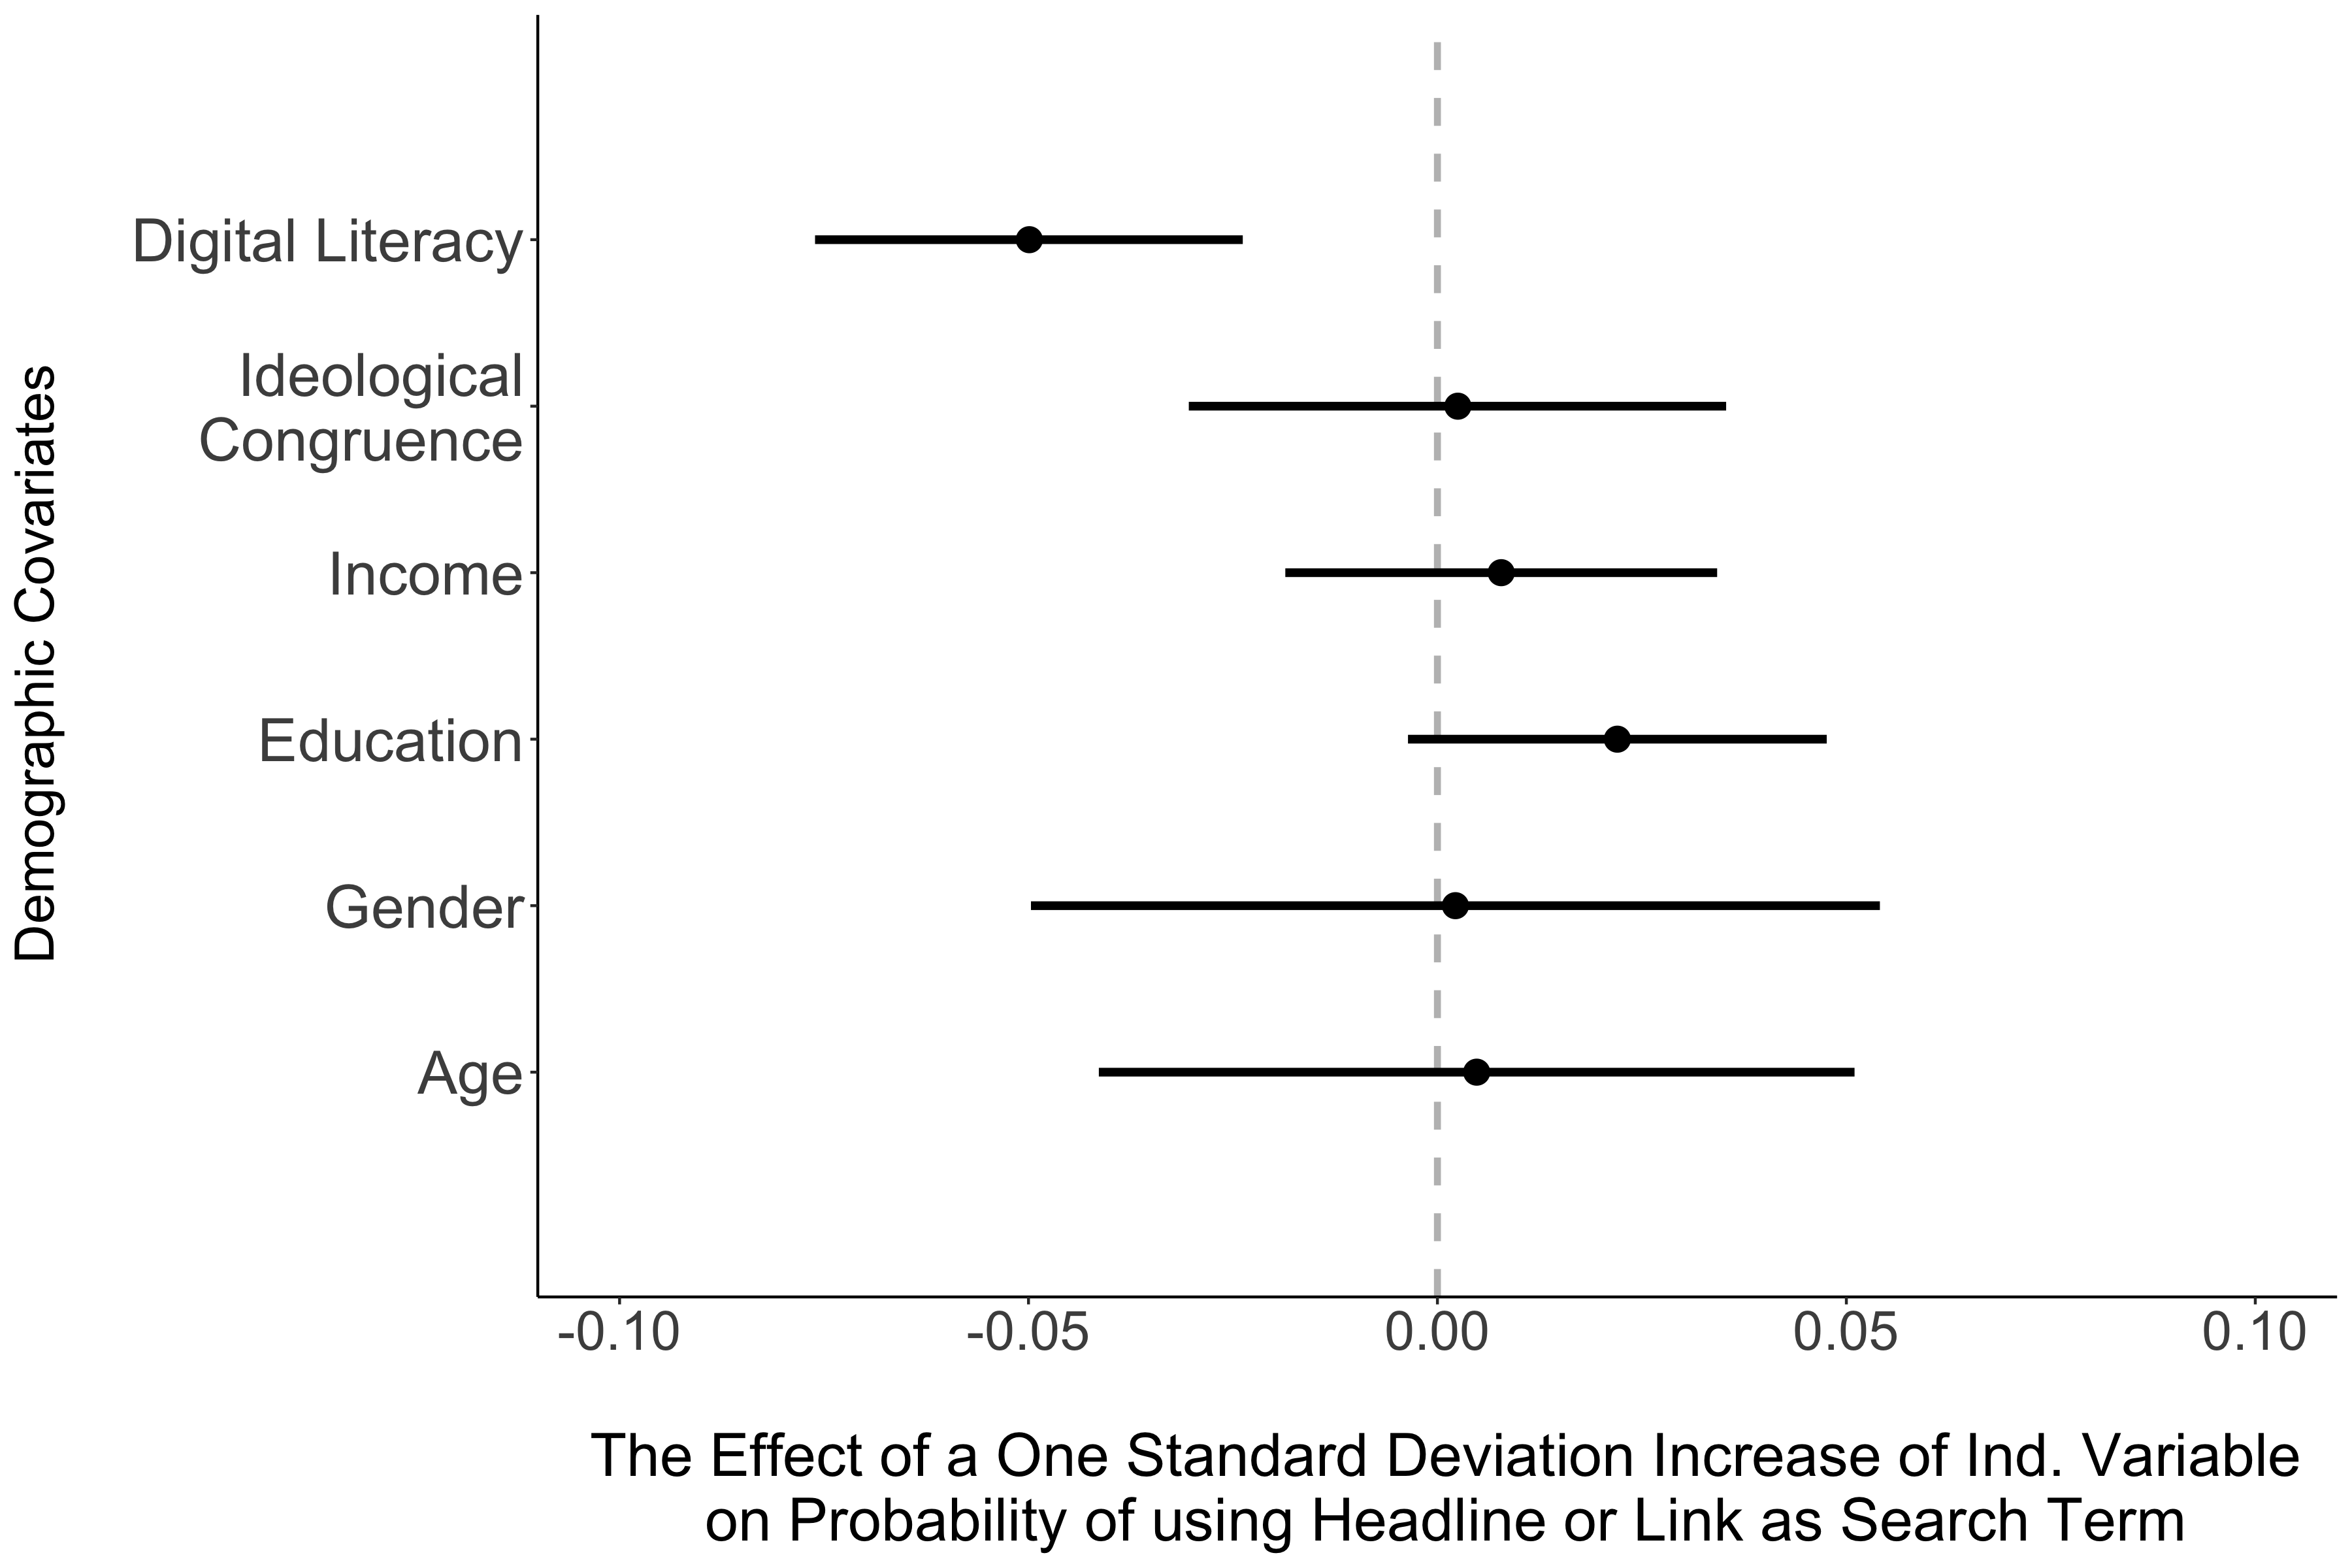 Demographic Covariates
Digital Literacy
Ideological
Congruence
Income
Education
Gender
Age
-0.10
-0.05
0.00
0.05
0.10
The Effect of a One Standard Deviation Increase of Ind. Variable
on Probability of using Headline or Link as Search Term